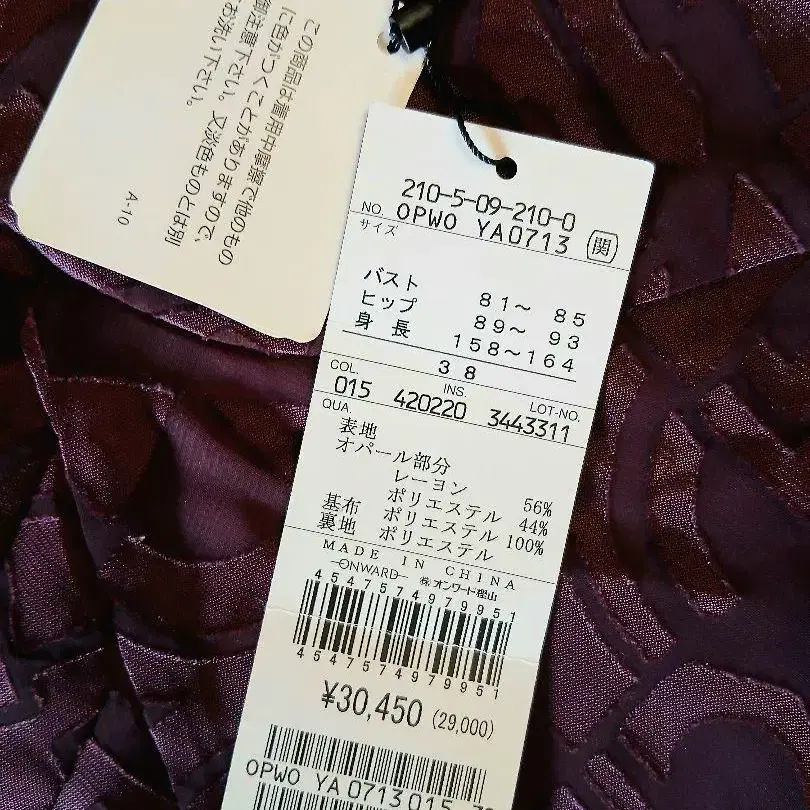 この商品は着用中摩擦で他のもの
に色がつくことがありますので、
御注意下さい。又淡色ものとは別
にお洗い下さい。
A-10
210-5-09-210-0
NO. OPWO YA0713 関
サイズ
バスト 81～ 85
ヒップ 89～ 93
身長 158～164
38
COL. INS. LOT-NO.
015 420220 3443311
QUA.
表地
オパール部分
レーヨン 56%
ポリエステル 44%
基布 ポリエステル 100%
裏地 ポリエステル
MADE IN CHINA
ONWARD ㈱オンワード樫山
4547574979951
4547574979951
¥30,450 (29,000)
OPWO YA0713 015